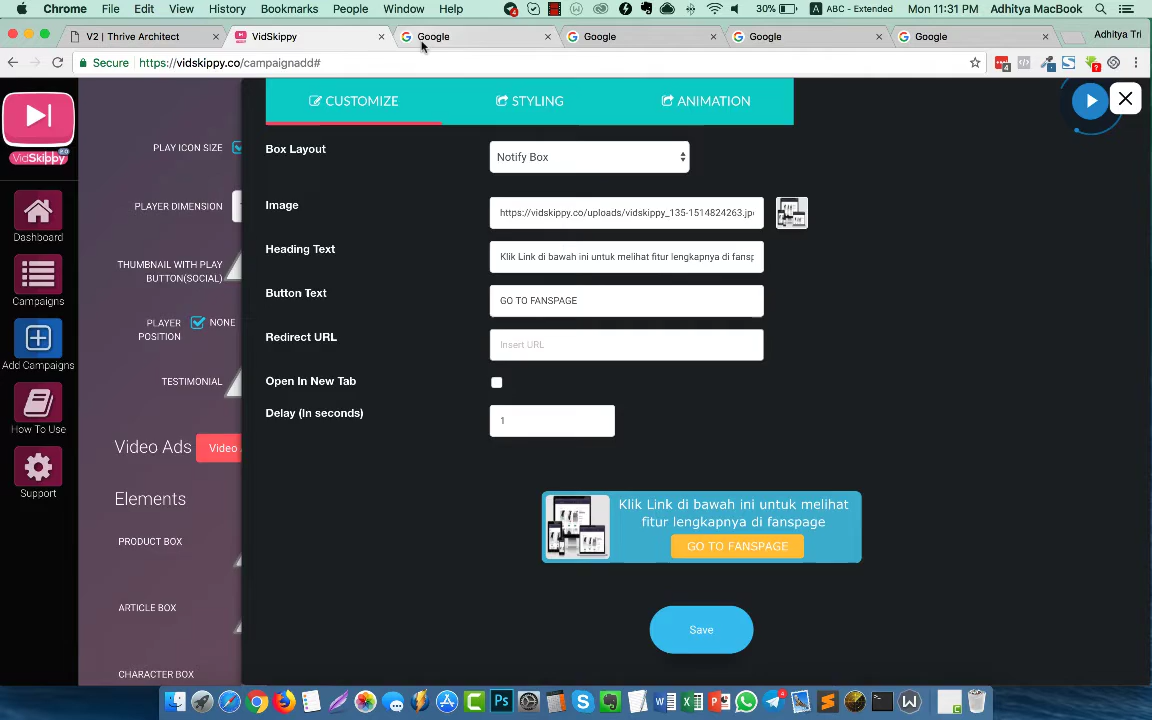 Chrome File Edit View History Bookmarks People Window Help 30% ABC - Extended Mon 11:31 PM Adhitya MacBook
V2 | Thrive Architect VidSkippy Google Google Google Google Adhitya Tri
Secure https://vidskippy.co/campaignadd#
VidSkippy
Dashboard
Campaigns
Add Campaigns
How To Use
Support
PLAY ICON SIZE
PLAYER DIMENSION
THUMBNAIL WITH PLAY
BUTTON(SOCIAL)
PLAYER
POSITION
NONE
TESTIMONIAL
Video Ads Video
Elements
PRODUCT BOX
ARTICLE BOX
CHARACTER BOX
CUSTOMIZE STYLING ANIMATION
Box Layout Notify Box
Image https://vidskippy.co/uploads/vidskippy_135-1514824263.jp
Heading Text Klik Link di bawah ini untuk melihat fitur lengkapnya di fansp
Button Text GO TO FANSPAGE
Redirect URL Insert URL
Open In New Tab
Delay (In seconds) 1
Klik Link di bawah ini untuk melihat
fitur lengkapnya di fanspage
GO TO FANSPAGE
Save